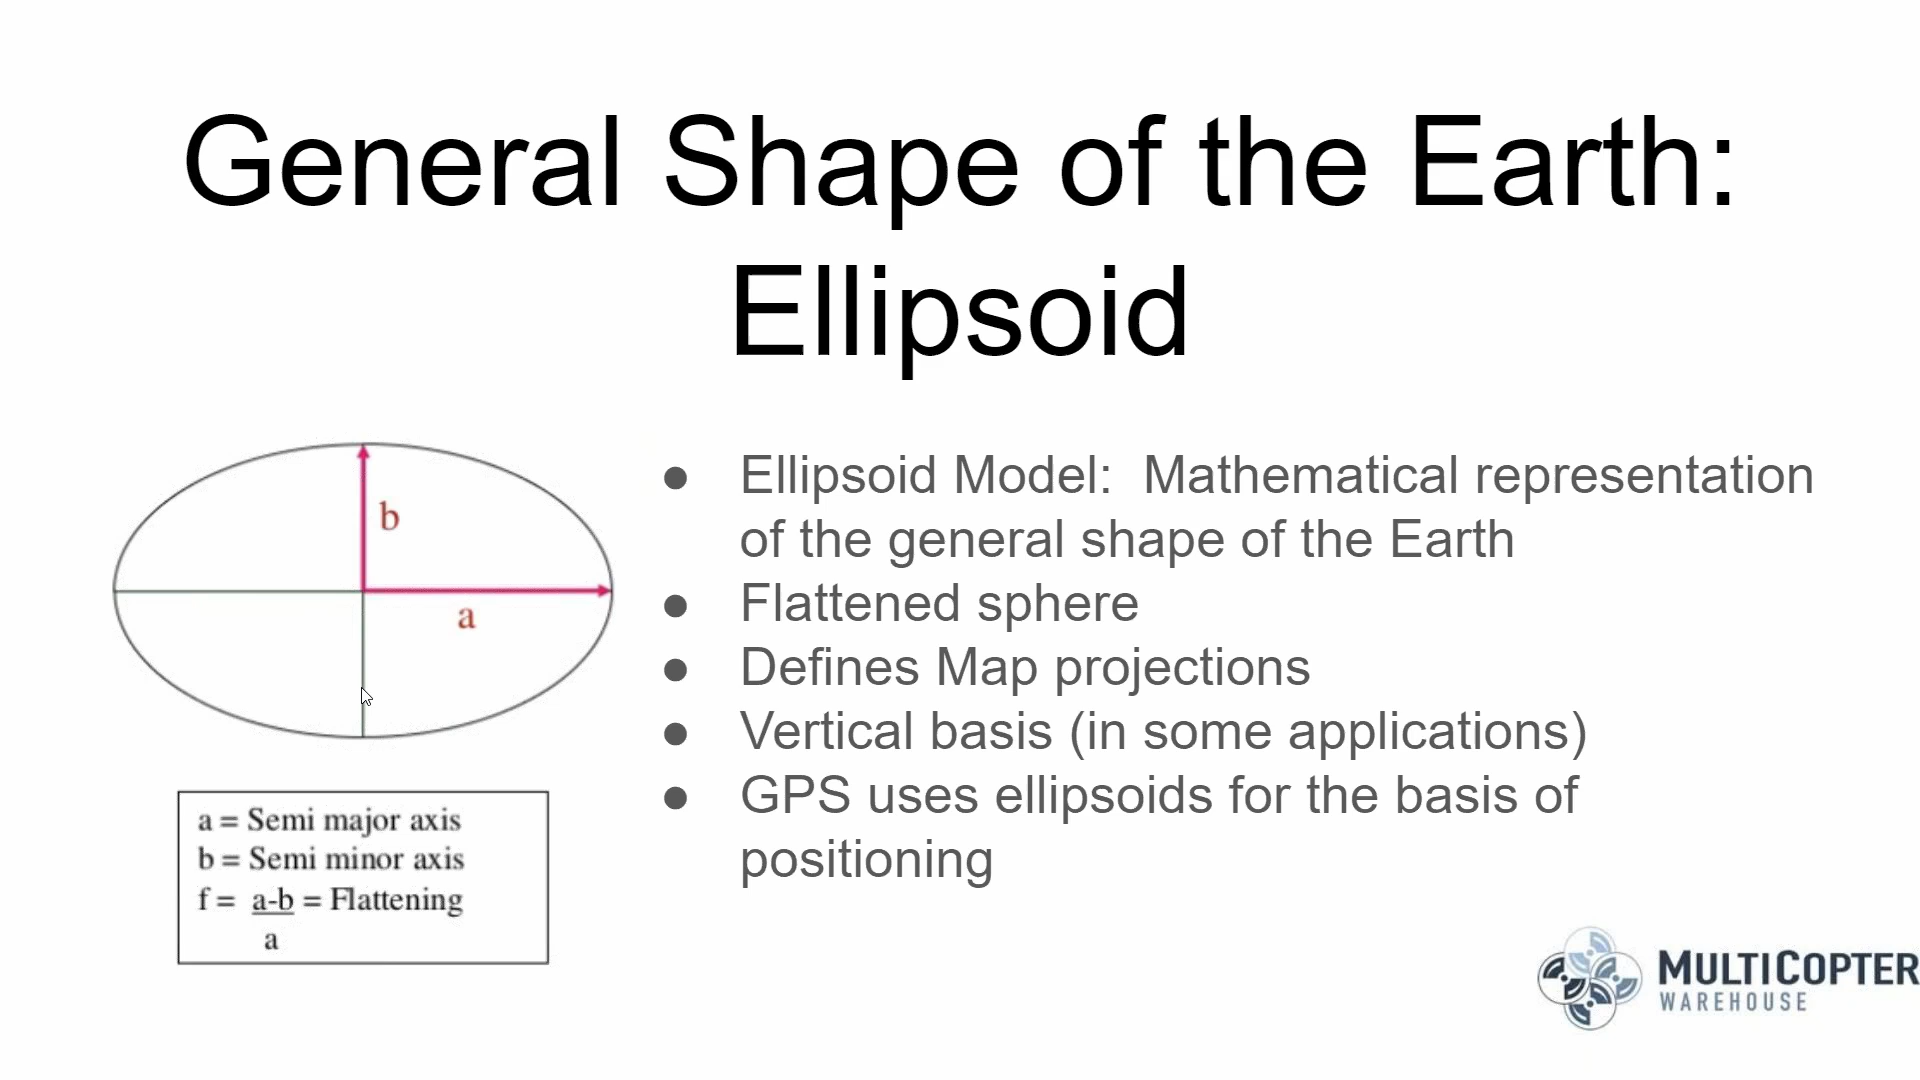 General Shape of the Earth:
Ellipsoid
b
a
a = Semi major axis
b = Semi minor axis
f = a-b = Flattening
a
● Ellipsoid Model: Mathematical representation
of the general shape of the Earth
● Flattened sphere
● Defines Map projections
● Vertical basis (in some applications)
● GPS uses ellipsoids for the basis of
positioning
MULTICOPTER
WAREHOUSE